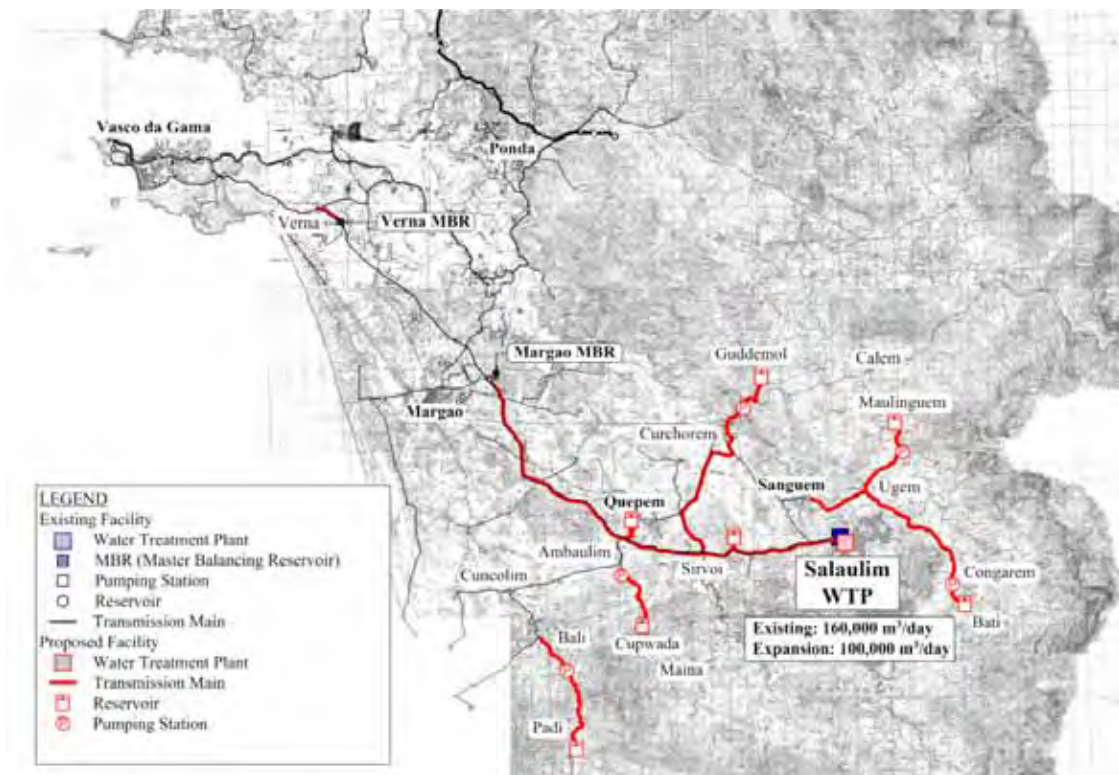 Vasco da Gama
Ponda
Verna
Verna MBR
Margao MBR
Guddemol
Calem
Margao
Maulinguem
Curchorem
Sanguem
Ugem
Quepem
Ambaulim
Sirvoi
Salaulim
WTP
Congarem
Cuncolim
Existing: 160,000 m³/day
Expansion: 100,000 m³/day
Bati
Bali
Cupwada
Maina
Padi
LEGEND
Existing Facility
Water Treatment Plant
MBR (Master Balancing Reservoir)
Pumping Station
Reservoir
Transmission Main
Proposed Facility
Water Treatment Plant
Transmission Main
Reservoir
P Pumping Station